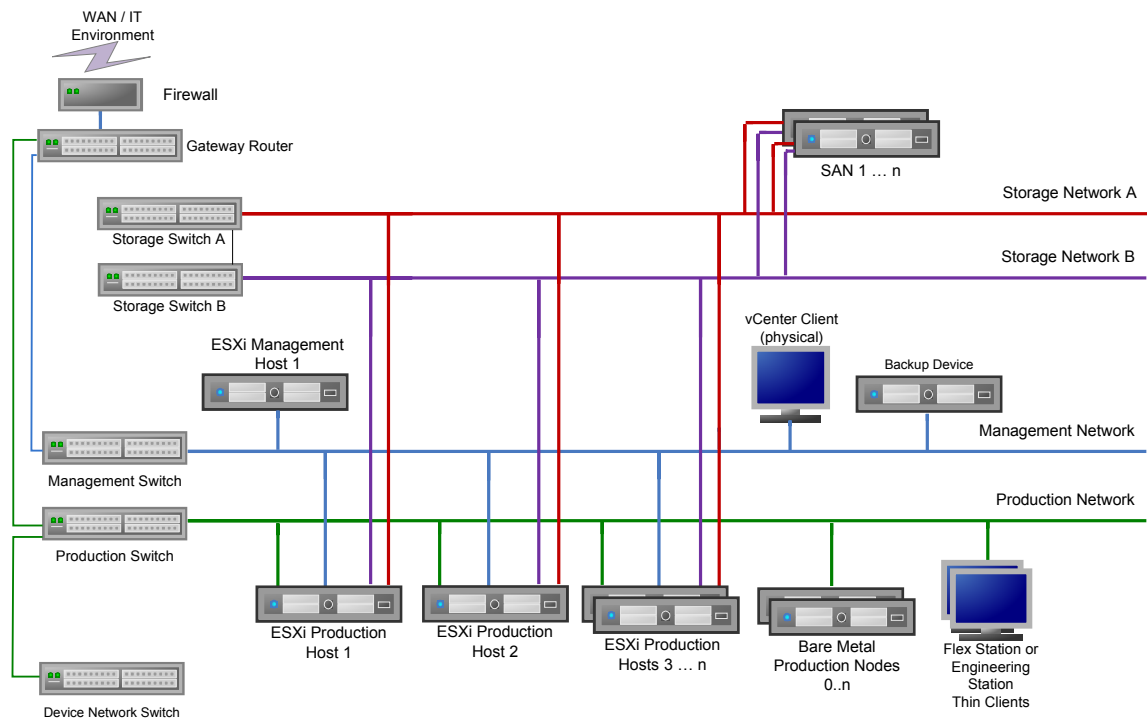 WAN / IT
Environment
Firewall
Gateway Router
SAN 1 … n
Storage Network A
Storage Switch A
Storage Network B
Storage Switch B
vCenter Client
(physical)
ESXi Management
Host 1
Backup Device
Management Network
Management Switch
Production Network
Production Switch
ESXi Production
Host 1
ESXi Production
Host 2
ESXi Production
Hosts 3 … n
Bare Metal
Production Nodes
0..n
Flex Station or
Engineering
Station
Thin Clients
Device Network Switch